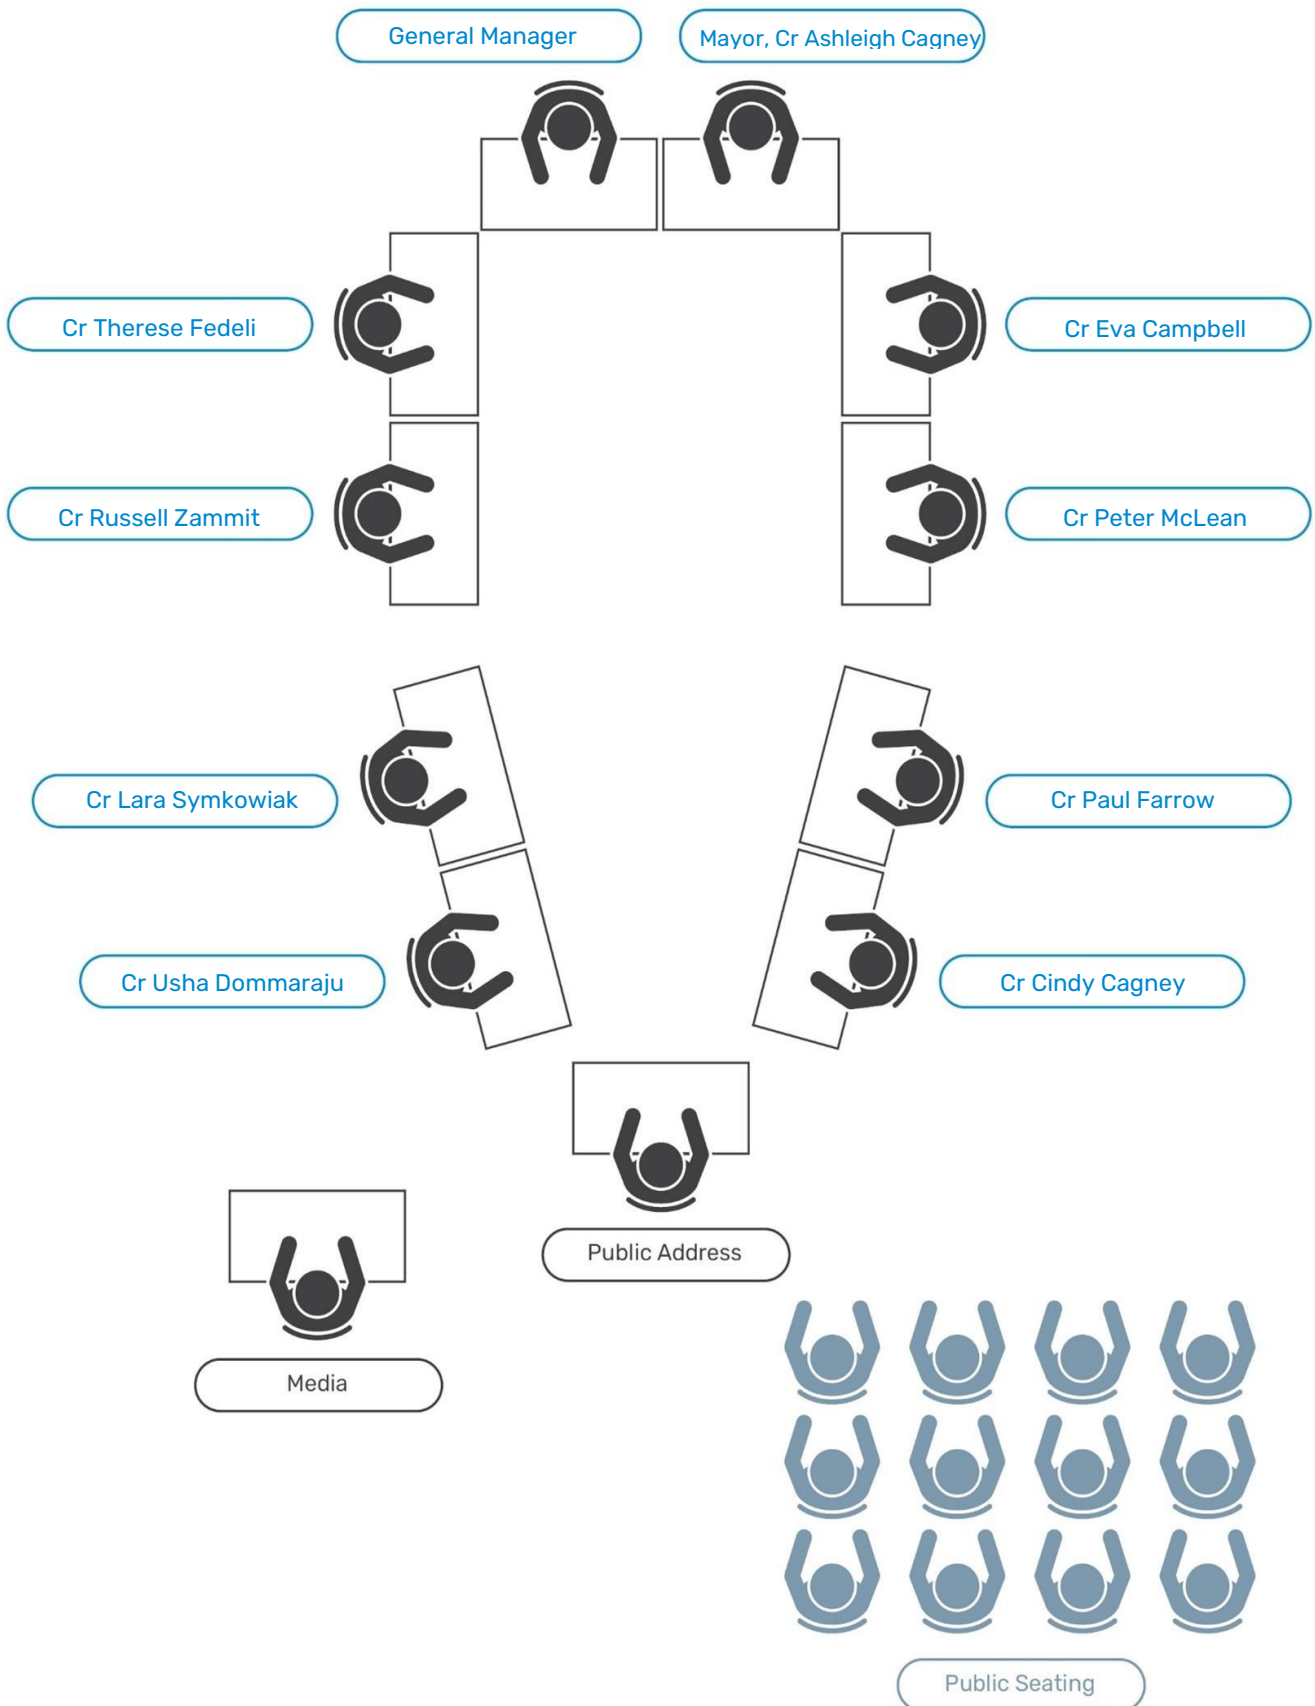 General Manager
Mayor, Cr Ashleigh Cagney
Cr Therese Fedeli
Cr Eva Campbell
Cr Russell Zammit
Cr Peter McLean
Cr Lara Symkowiak
Cr Paul Farrow
Cr Usha Dommaraju
Cr Cindy Cagney
Public Address
Media
Public Seating